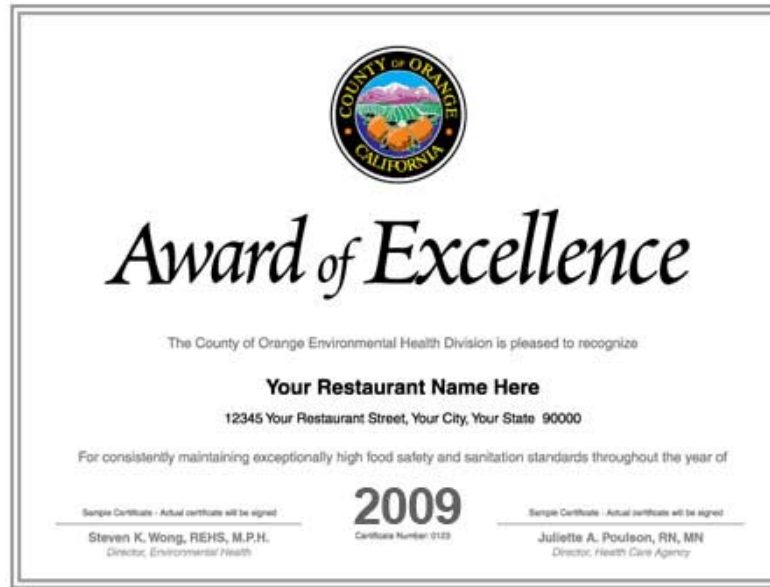 COUNTY OF ORANGE
CALIFORNIA
Award of Excellence
The County of Orange Environmental Health Division is pleased to recognize
Your Restaurant Name Here
12345 Your Restaurant Street, Your City, Your State 90000
For consistently maintaining exceptionally high food safety and sanitation standards throughout the year of
2009
Certificate Number: 0123
Sample Certificate - Actual certificate will be signed
Steven K. Wong, REHS, M.P.H.
Director, Environmental Health
Sample Certificate - Actual certificate will be signed
Juliette A. Poulson, RN, MN
Director, Health Care Agency